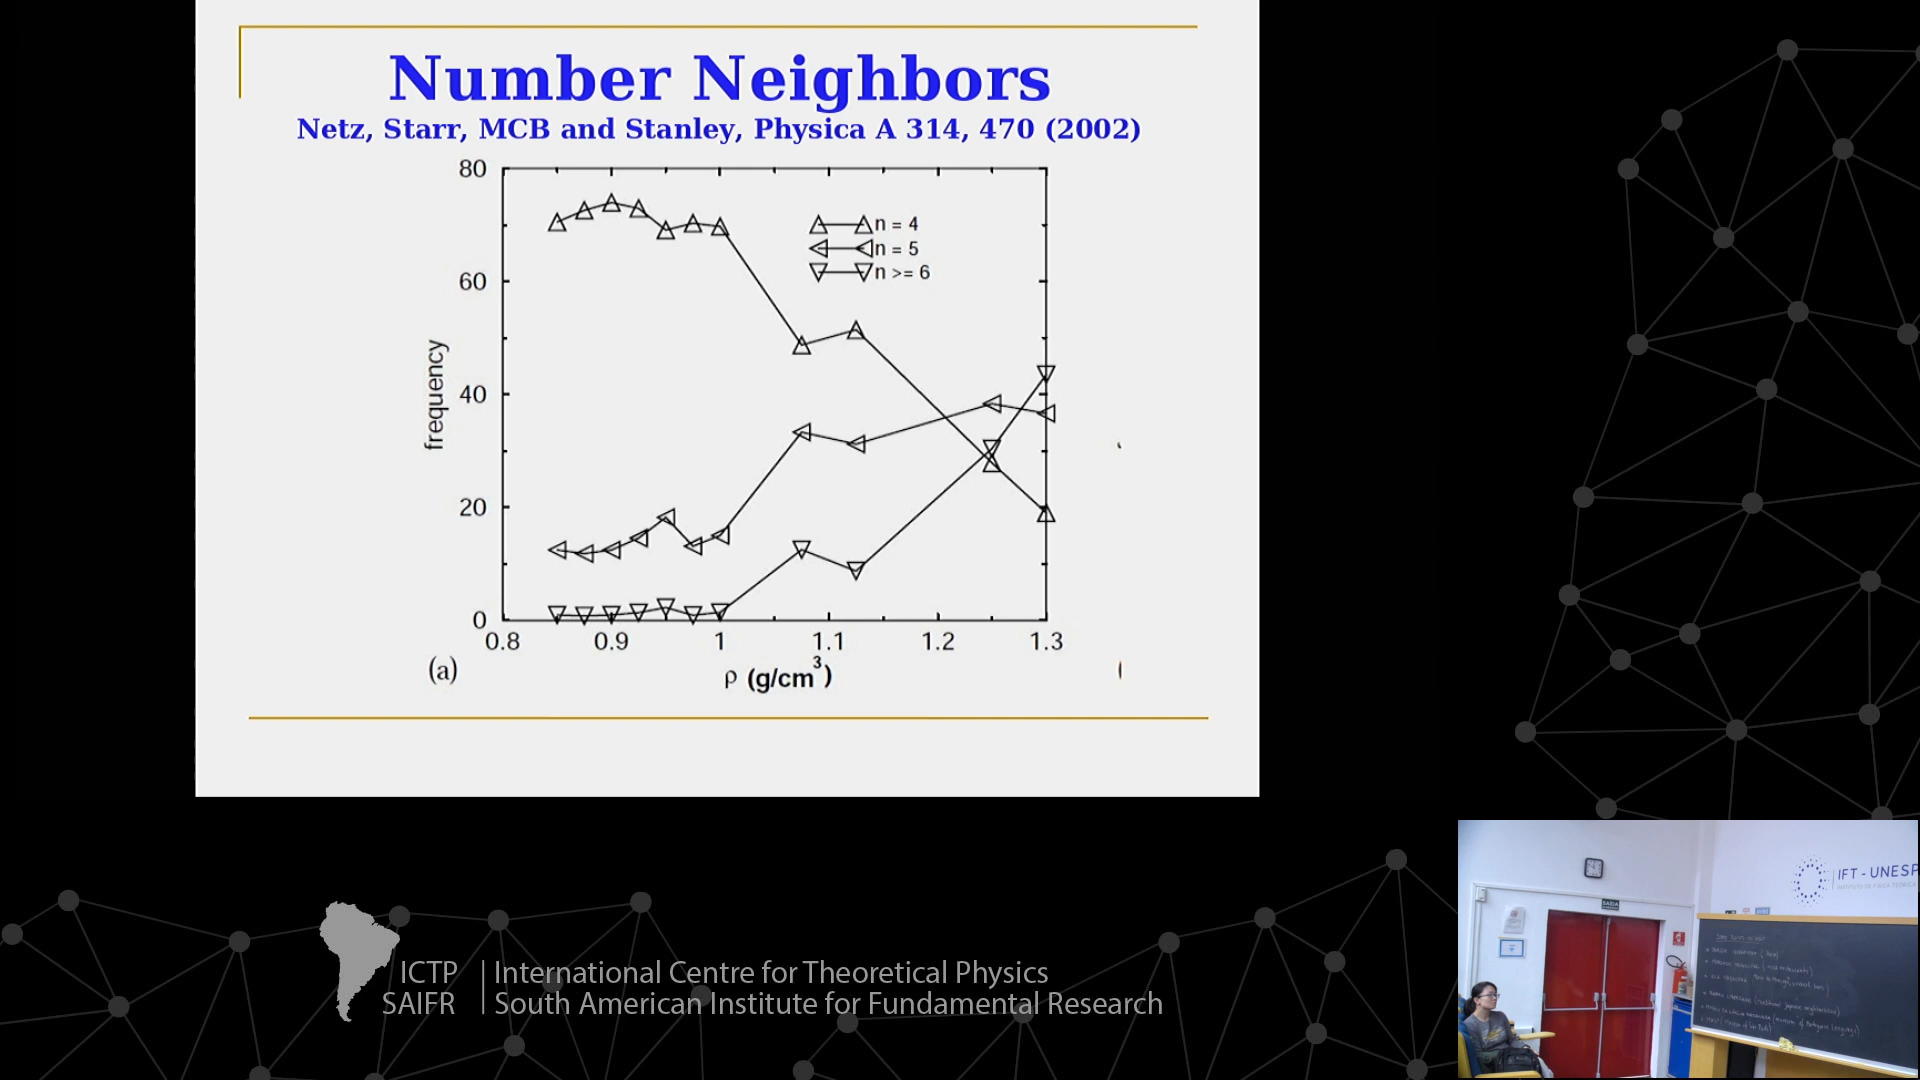 Number Neighbors
Netz, Starr, MCB and Stanley, Physica A 314, 470 (2002)
80
60
40
20
0
frequency
n = 4
n = 5
n >= 6
0.8 0.9 1 1.1 1.2 1.3
(a)
ρ (g/cm³)
ICTP
SAIFR
International Centre for Theoretical Physics
South American Institute for Fundamental Research
IFT - UNESP
SAÍDA